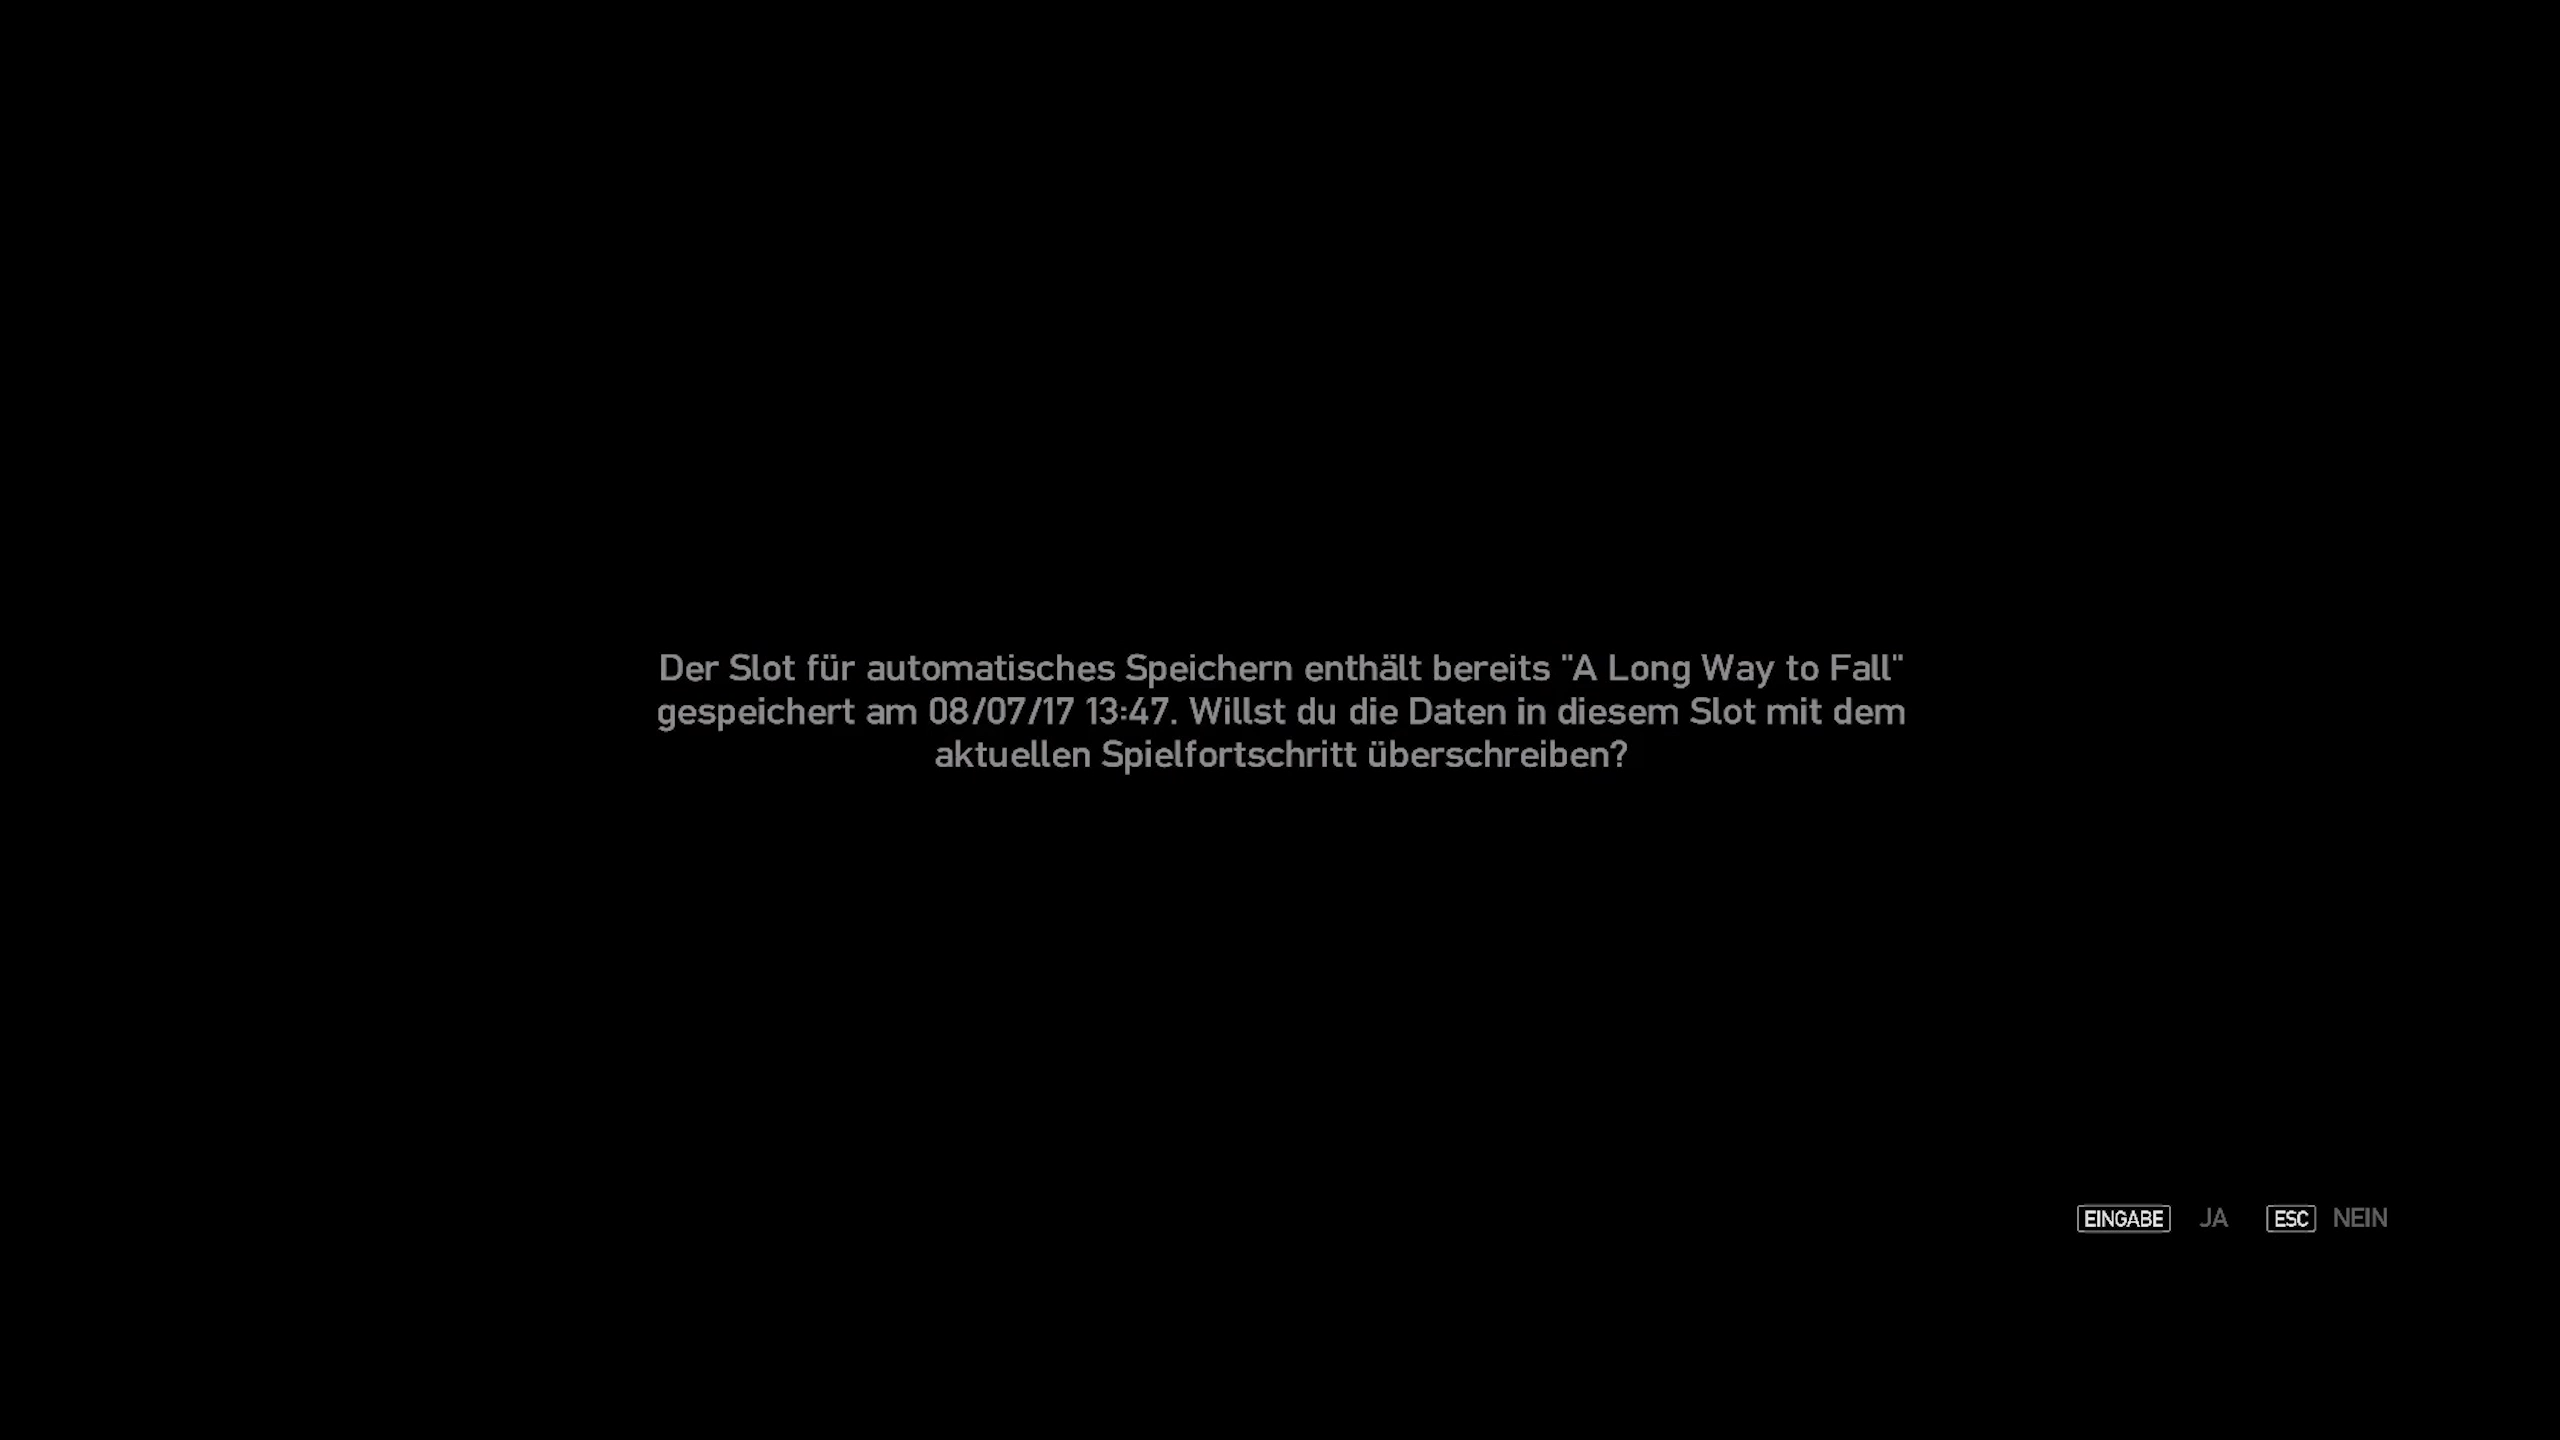 Der Slot für automatisches Speichern enthält bereits "A Long Way to Fall"
gespeichert am 08/07/17 13:47. Willst du die Daten in diesem Slot mit dem
aktuellen Spielfortschritt überschreiben?
EINGABE JA ESC NEIN